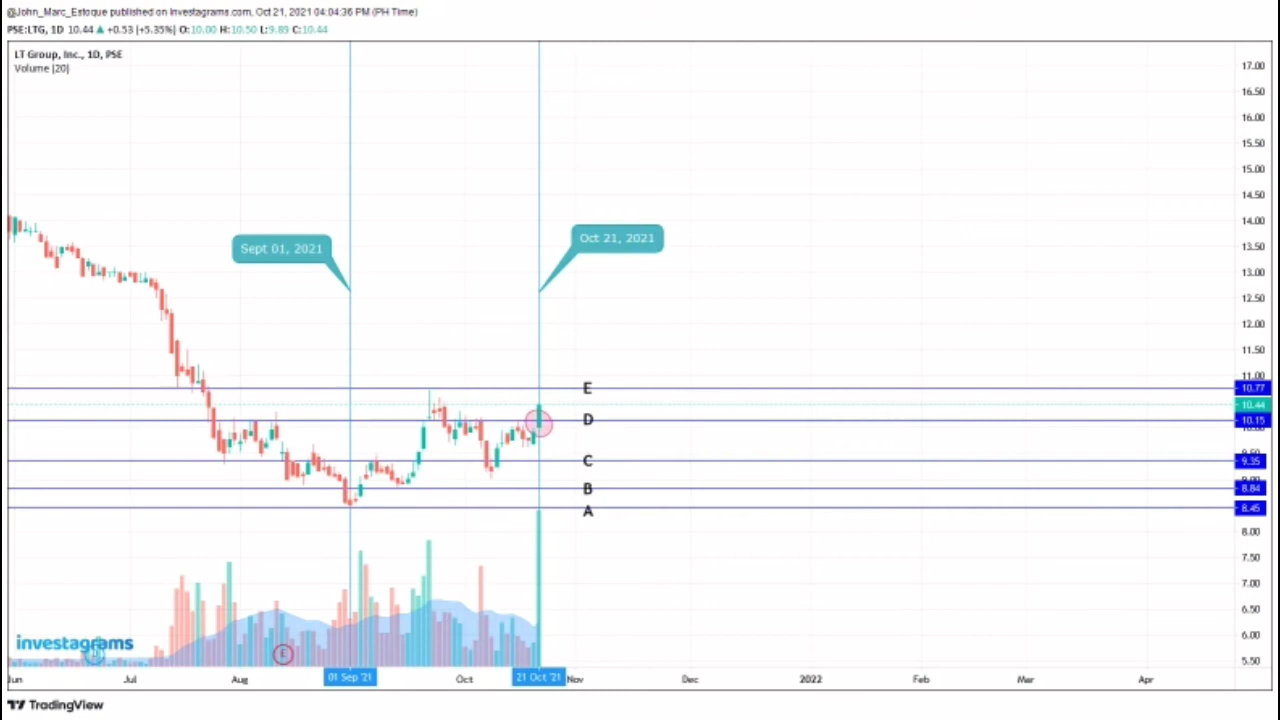 @John_Marc_Estoque published on Investagrams.com, Oct 21, 2021 04:04:36 PM (PH Time)
PSE:LTG, 1D 10.44 ▲ +0.53 (+5.35%) O:10.00 H:10.50 L:9.89 C:10.44
LT Group, Inc., 1D, PSE
Volume (20)
17.00
16.50
16.00
15.50
15.00
14.50
14.00
13.50
13.00
12.50
12.00
11.50
11.00
Sept 01, 2021
Oct 21, 2021
E
10.77
10.44
D
10.15
10.00
C
9.35
B
8.84
A
8.45
8.00
7.50
7.00
6.50
6.00
5.50
investagrams
E
Jun
Jul
Aug
01 Sep '21
Oct
21 Oct '21
Nov
Dec
2022
Feb
Mar
Apr
TradingView